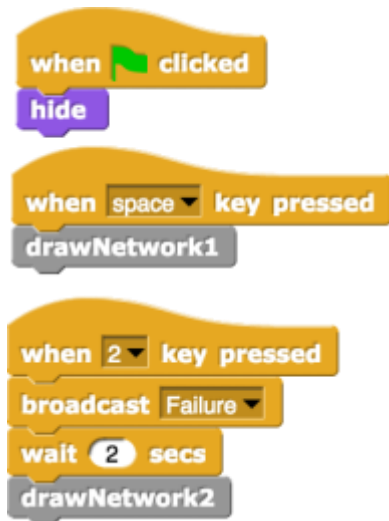 when clicked
hide
when space key pressed
drawNetwork1
when 2 key pressed
broadcast Failure
wait 2 secs
drawNetwork2